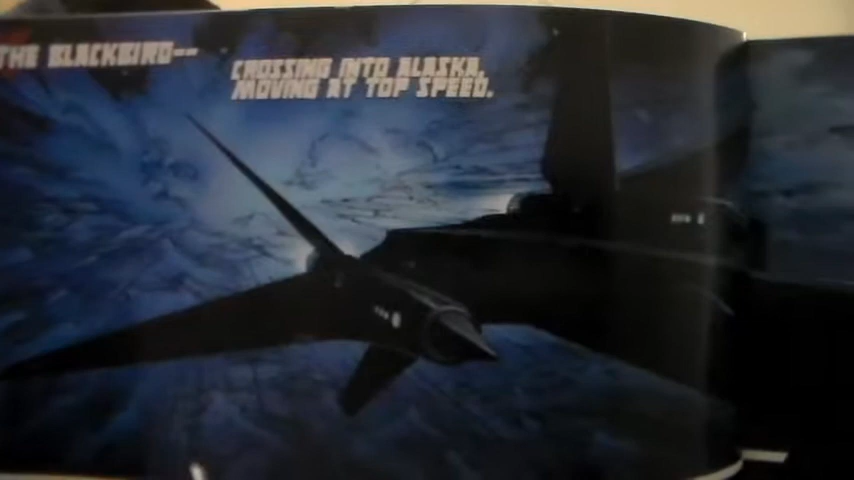 THE BLACKBIRD--
CROSSING INTO ALASKA,
MOVING AT TOP SPEED.